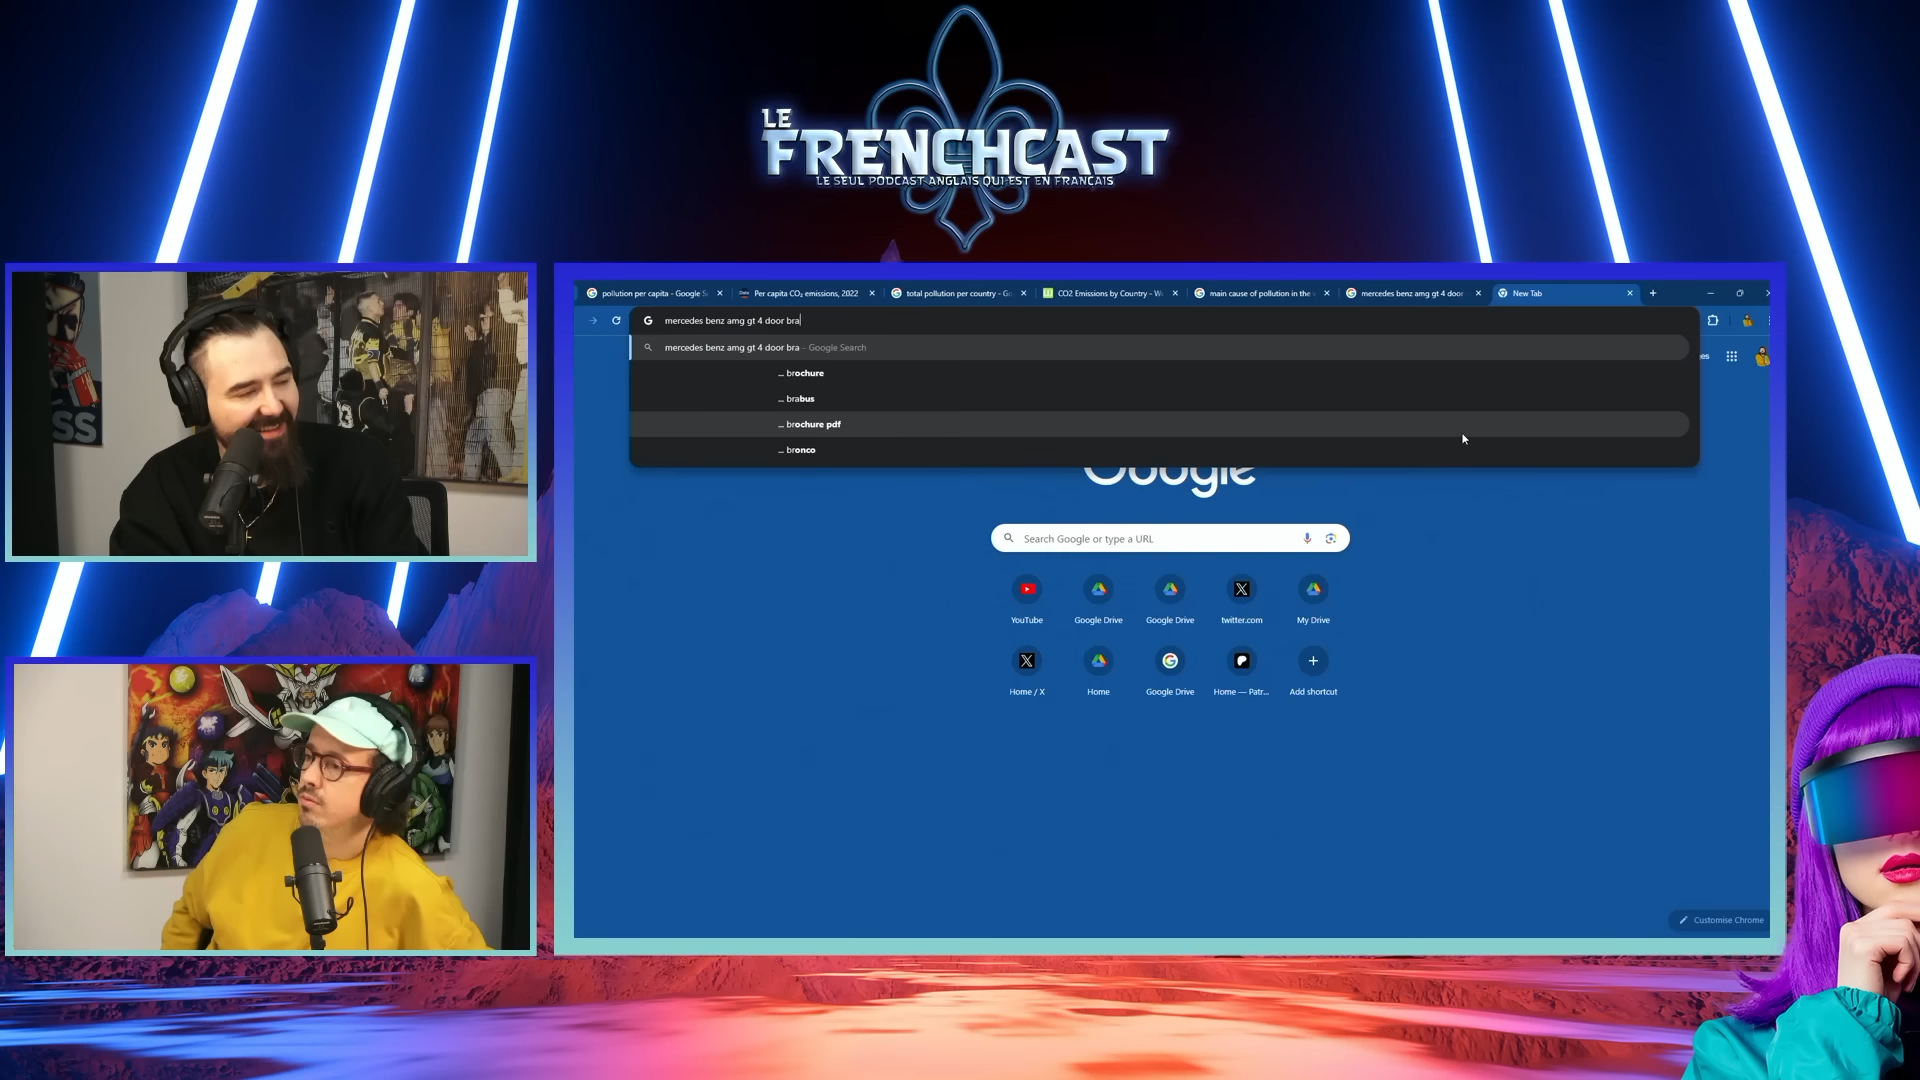 LE
FRENCHCAST
LE SEUL PODCAST ANGLAIS QUI EST EN FRANÇAIS
SS
pollution per capita - Google S
Per capita CO₂ emissions, 2022
total pollution per country - G
CO2 Emissions by Country - W
main cause of pollution in the
mercedes benz amg gt 4 door
New Tab
mercedes benz amg gt 4 door bra
mercedes benz amg gt 4 door bra - Google Search
... brochure
... brabus
... brochure pdf
... bronco
es
Google
Search Google or type a URL
YouTube
Google Drive
Google Drive
twitter.com
My Drive
Home / X
Home
Google Drive
Home — Patr...
Add shortcut
Customise Chrome